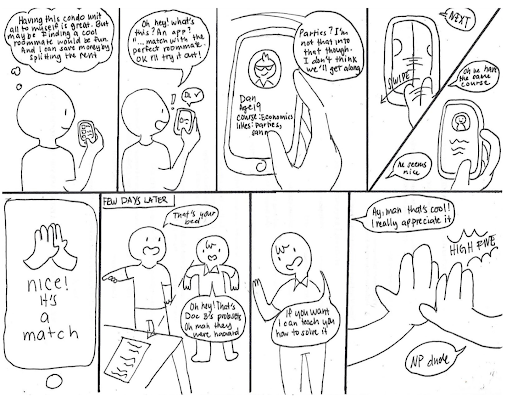 Having this condo unit
all to myself is great. But
maybe finding a cool
roommate would be fun.
And I can save money by
splitting the rent
Oh, hey! What's
this? An app?
"... match with the
perfect roommate.
OK I'll try it out!
DL
Parties? I'm
not that into
that though.
I don't think
we'll get along
Dan
Age 19
course: Economics
likes: parties,
NEXT
SWIPE
Oh we have
the same
course
He seems
nice
nice!
It's
a
match
FEW DAYS LATER
That's your
bed
Oh hey! That's
Doc B's
Oh man they
were
If you want
I can teach you
how to solve it
Ay, man that's cool!
I really appreciate it
HIGH FIVE
NP dude